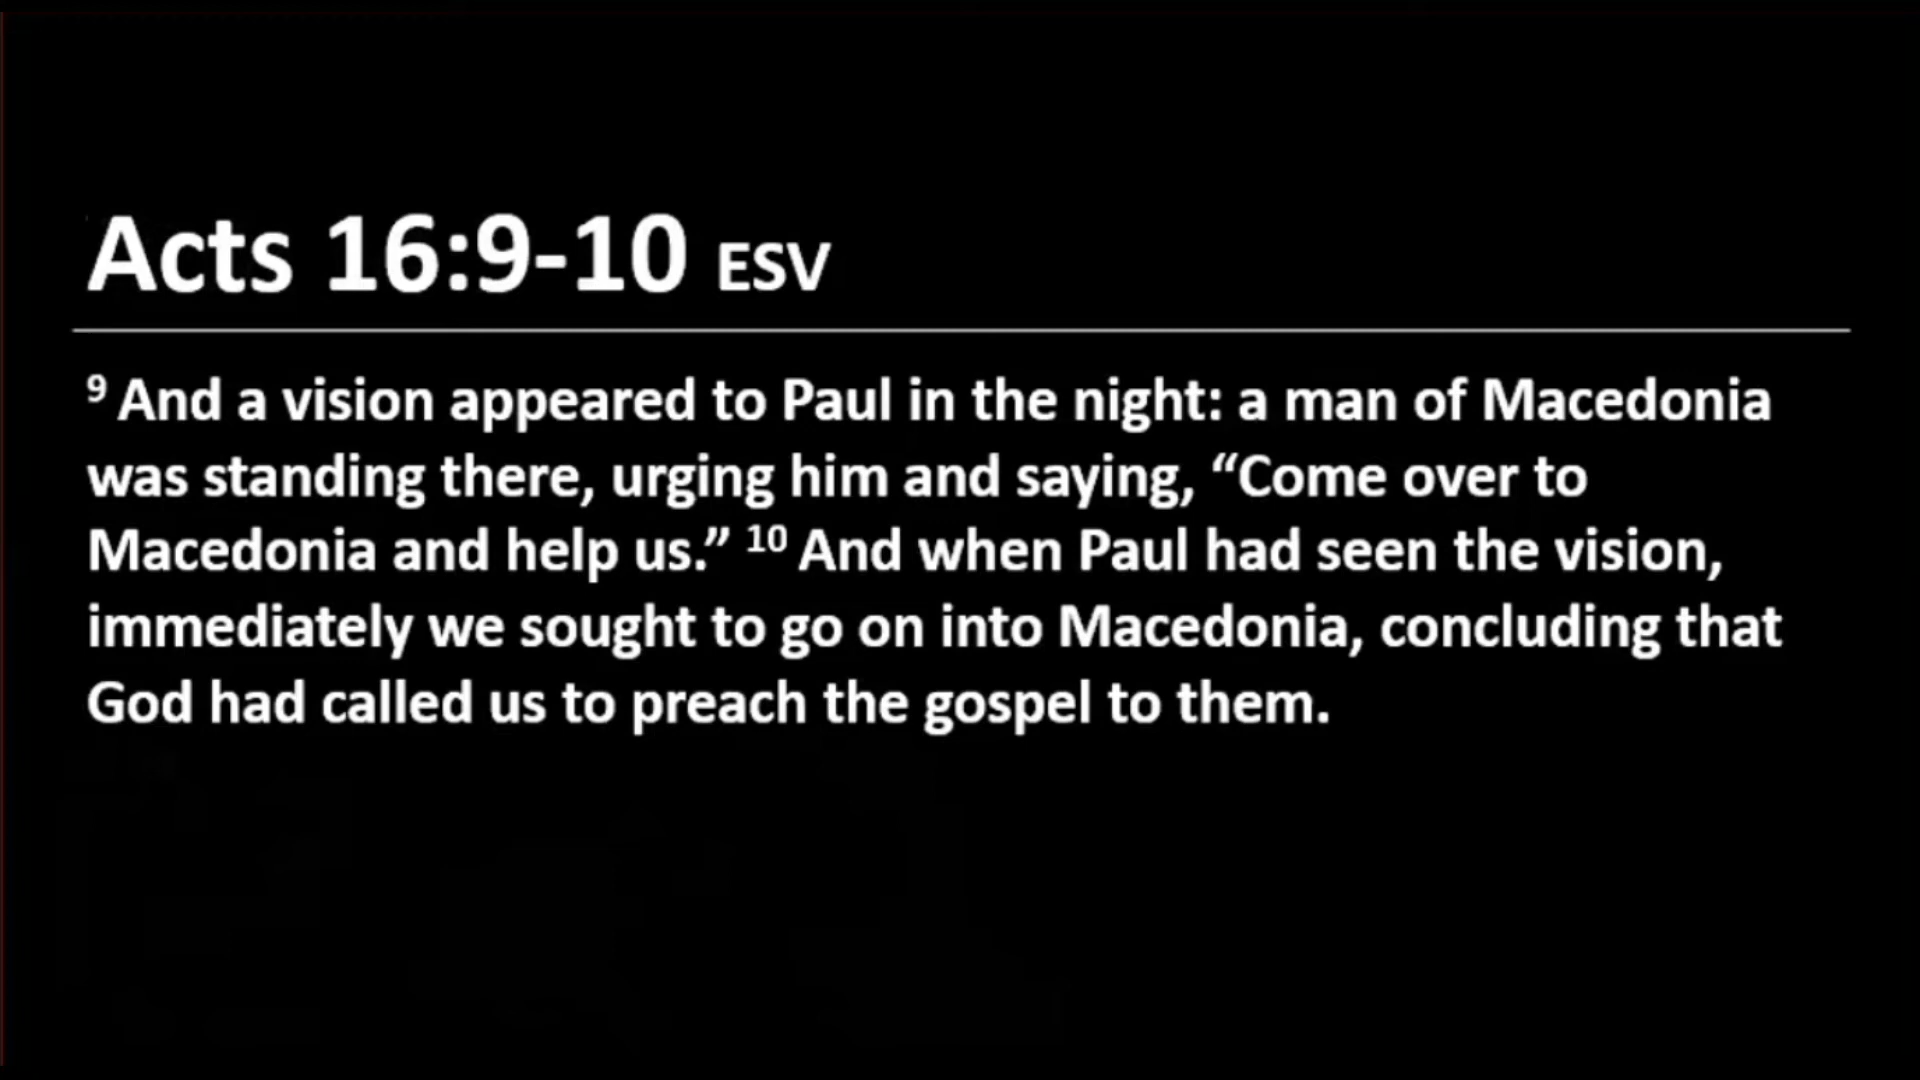 Acts 16:9-10 ESV
9 And a vision appeared to Paul in the night: a man of Macedonia
was standing there, urging him and saying, “Come over to
Macedonia and help us.” 10 And when Paul had seen the vision,
immediately we sought to go on into Macedonia, concluding that
God had called us to preach the gospel to them.